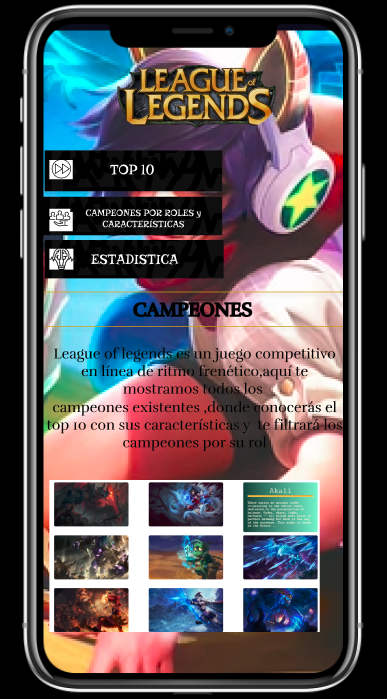 LEAGUE of
LEGENDS
TOP 10
CAMPEONES POR ROLES y
CARACTERÍSTICAS
ESTADISTICA
CAMPEONES
League of legends es un juego competitivo
en línea de ritmo frenético,aquí te
mostramos todos los
campeones existentes ,donde conocerás el
top 10 con sus características y te filtrará los
campeones por su rol
Akali